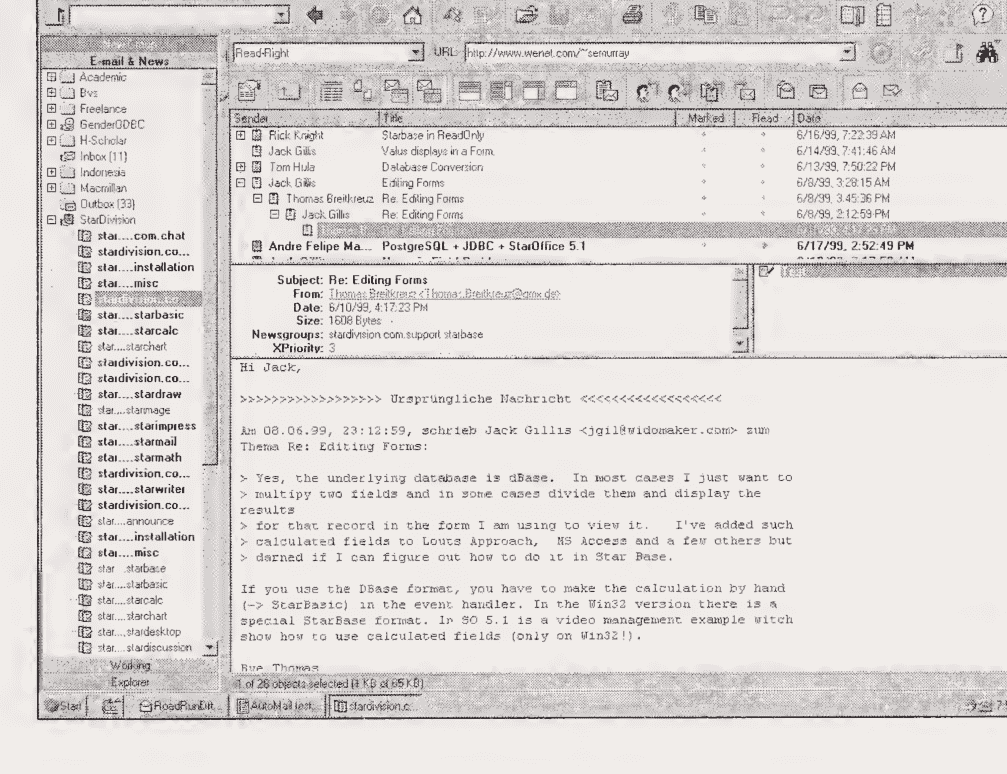 Read-Right URL: http://www.wenet.com/~semurray
E-mail & News
Academic
Bvs
Freelance
GenderODBC
H-Scholar
Inbox (11)
Indonesia
Macmillan
Outbox (33)
StarDivision
star....com.chat
stardivision.co...
star....installation
star....misc
stardivision.co
star....starbasic
star....starcalc
star....starchart
stardivision.co...
stardivision.co...
star....stardraw
star....starimage
star....starimpress
star....starmail
star....starmath
stardivision.co...
star....starwriter
stardivision.co...
star....announce
star....installation
star....misc
star...starbase
star....starbasic
star....starcalc
star....starchart
star....stardesktop
star....stardiscussion
Working
Explorer
Sender Title Marked Read Date
Rick Knight Starbase in ReadOnly 6/16/99, 7:22:39 AM
Jack Gillis Value displays in a Form. 6/14/99, 7:41:46 AM
Tom Hula Database Conversion 6/13/99, 7:50:22 PM
Jack Gillis Editing Forms 6/8/99, 3:28:15 AM
Thomas Breitkreuz Re: Editing Forms 6/8/99, 3:45:36 PM
Jack Gillis Re: Editing Forms 6/8/99, 2:12:59 PM
Andre Felipe Ma... PostgreSQL + JDBC + StarOffice 5.1 6/17/99, 2:52:49 PM
Subject: Re: Editing Forms
From: Thomas Breitkreuz <Thomas.Breitkreuz@gmx.de>
Date: 6/10/99, 4:17:23 PM
Size: 1608 Bytes
Newsgroups: stardivision.com.support.starbase
XPriority: 3
Text
Hi Jack,
>>>>>>>>>>>>>>>>>> Ursprüngliche Nachricht <<<<<<<<<<<<<<<<<<
Am 08.06.99, 23:12:59, schrieb Jack Gillis <jgil@widomaker.com> zum
Thema Re: Editing Forms:
> Yes, the underlying database is dBase. In most cases I just want to
> multipy two fields and in some cases divide them and display the
results
> for that record in the form I am using to view it. I've added such
> calculated fields to Louts Approach, MS Access and a few others but
> darned if I can figure out how to do it in Star Base.
If you use the DBase format, you have to make the calculation by hand
(-> StarBasic) in the event handler. In the Win32 version there is a
special StarBase format. In SO 5.1 is a video management example witch
show how to use calculated fields (only on Win32!).
Bye Thomas
1 of 28 objects selected (1 KB of 65 KB)
Start RoadRunDit... AutoMail test, stardivision.c...